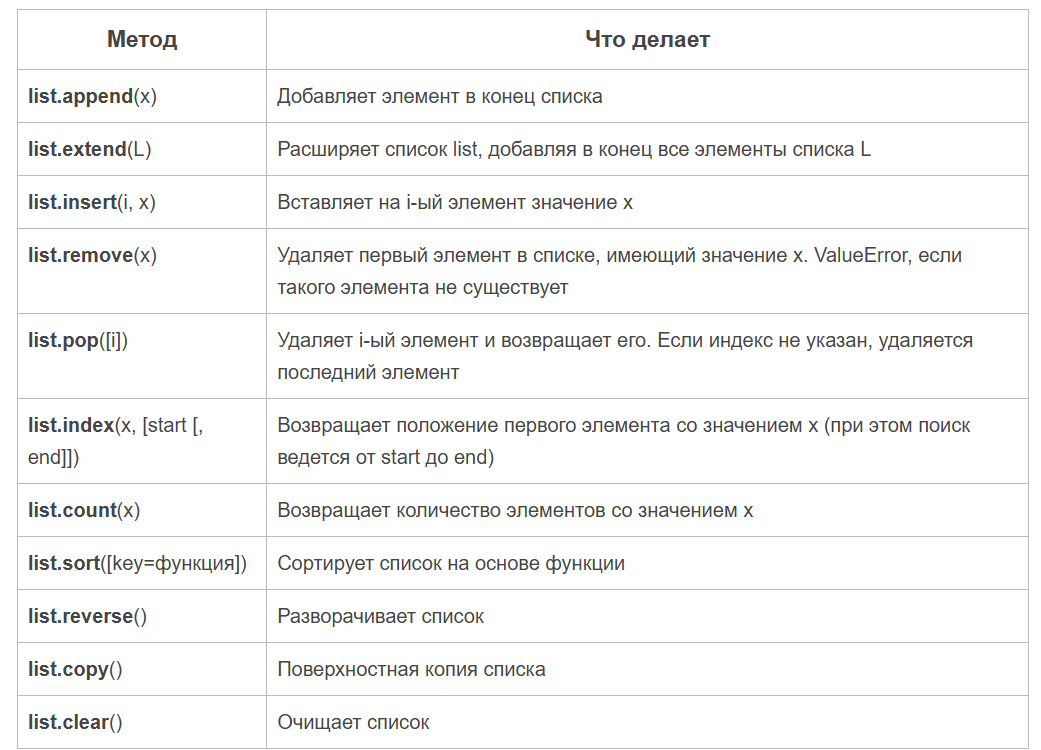 Метод Что делает
list.append(x) Добавляет элемент в конец списка
list.extend(L) Расширяет список list, добавляя в конец все элементы списка L
list.insert(i, x) Вставляет на i-ый элемент значение x
list.remove(x) Удаляет первый элемент в списке, имеющий значение x. ValueError, если
такого элемента не существует
list.pop([i]) Удаляет i-ый элемент и возвращает его. Если индекс не указан, удаляется
последний элемент
list.index(x, [start [, Возвращает положение первого элемента со значением x (при этом поиск
end]]) ведется от start до end)
list.count(x) Возвращает количество элементов со значением x
list.sort([key=функция]) Сортирует список на основе функции
list.reverse() Разворачивает список
list.copy() Поверхностная копия списка
list.clear() Очищает список